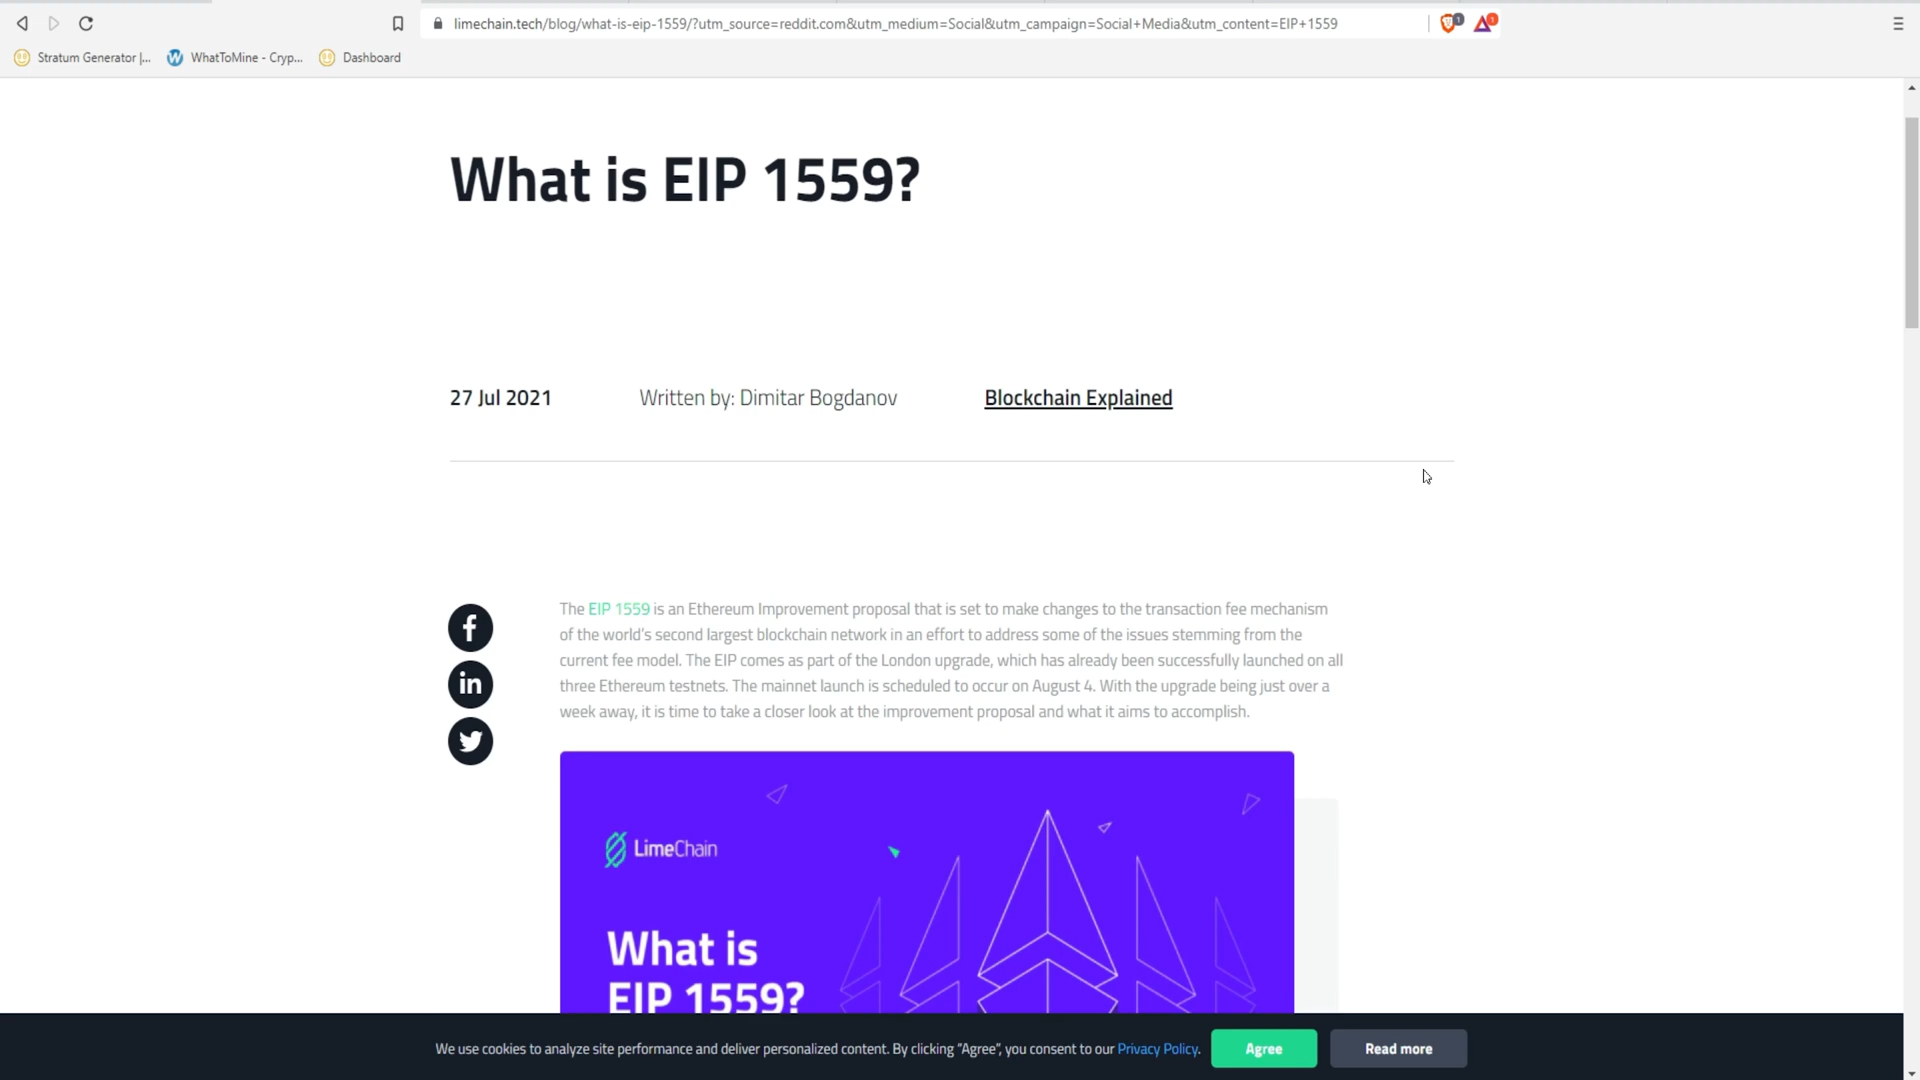 limechain.tech/blog/what-is-eip-1559/?utm_source=reddit.com&utm_medium=Social&utm_campaign=Social+Media&utm_content=EIP+1559
1
1
Stratum Generator |...
WhatToMine - Cryp...
Dashboard
What is EIP 1559?
27 Jul 2021
Written by: Dimitar Bogdanov
Blockchain Explained
The EIP 1559 is an Ethereum Improvement proposal that is set to make changes to the transaction fee mechanism
of the world's second largest blockchain network in an effort to address some of the issues stemming from the
current fee model. The EIP comes as part of the London upgrade, which has already been successfully launched on all
three Ethereum testnets. The mainnet launch is scheduled to occur on August 4. With the upgrade being just over a
week away, it is time to take a closer look at the improvement proposal and what it aims to accomplish.
LimeChain
What is
EIP 1559?
We use cookies to analyze site performance and deliver personalized content. By clicking “Agree”, you consent to our Privacy Policy.
Agree
Read more